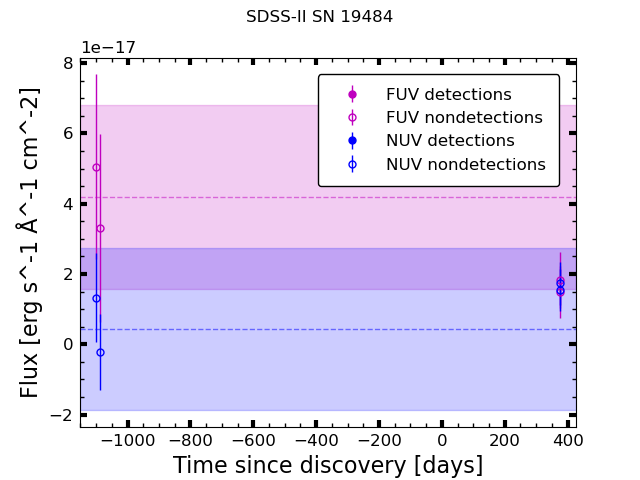 SDSS-II SN 19484
1e−17
8
6
4
2
0
−2
FUV detections
FUV nondetections
NUV detections
NUV nondetections
Flux [erg s^-1 Å^-1 cm^-2]
−1000 −800 −600 −400 −200 0 200 400
Time since discovery [days]